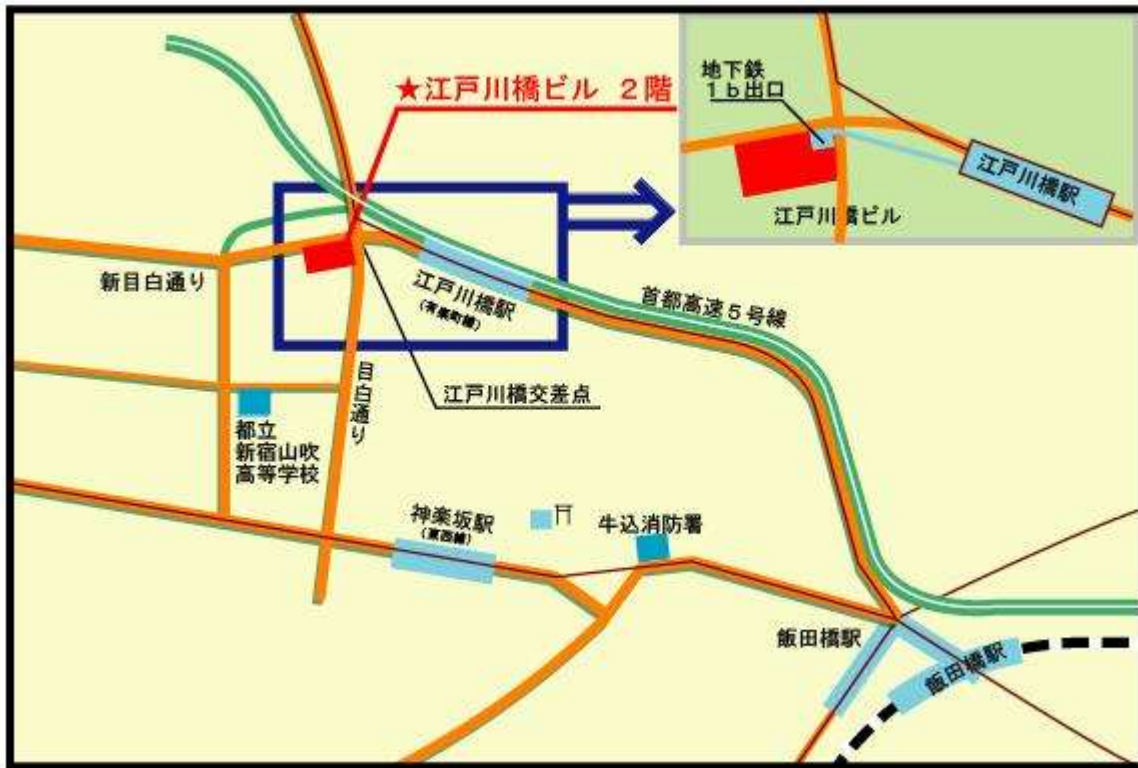 ★江戸川橋ビル 2階
地下鉄
1b出口
江戸川橋駅
江戸川橋ビル
新目白通り
江戸川橋駅
(有楽町線)
首都高速5号線
目白通り
江戸川橋交差点
都立
新宿山吹
高等学校
神楽坂駅
(東西線)
牛込消防署
飯田橋駅
飯田橋駅